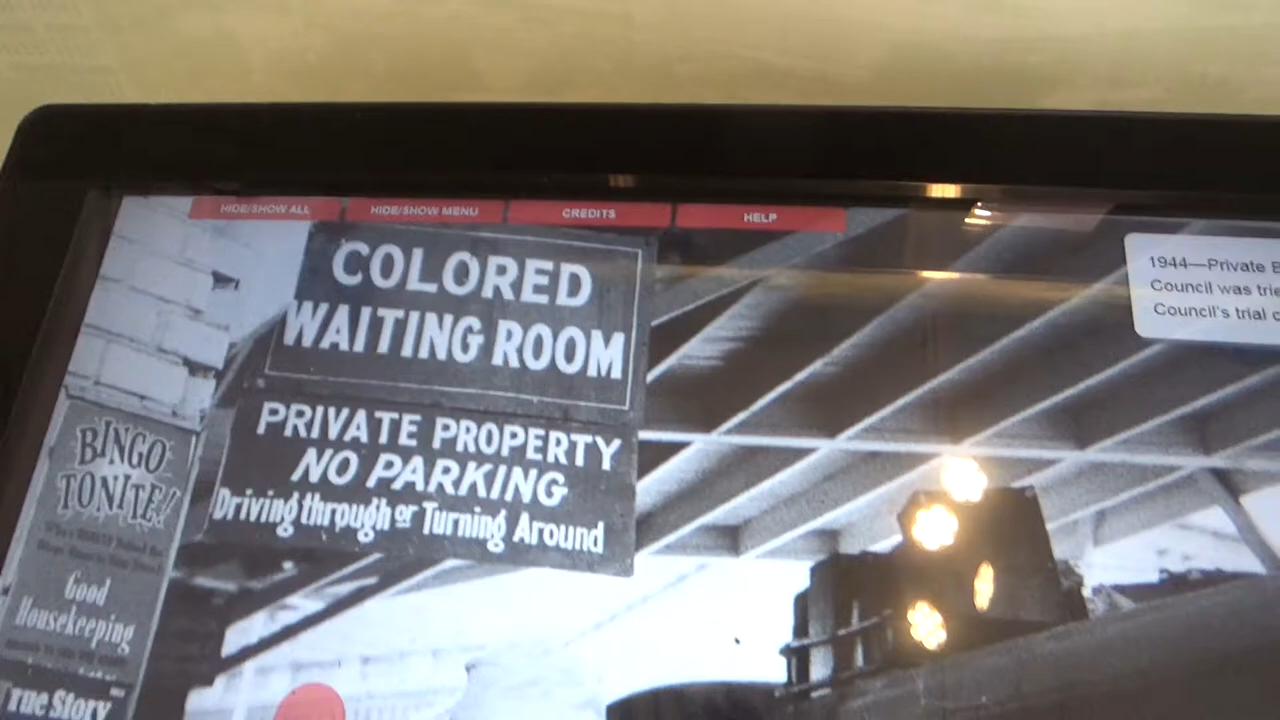 HIDE/SHOW ALL
HIDE/SHOW MENU
CREDITS
HELP
COLORED
WAITING ROOM
PRIVATE PROPERTY
NO PARKING
Driving through or Turning Around
1944—Private
Council was
Council's trial
BINGO
TONITE!
Good
Housekeeping
True Story